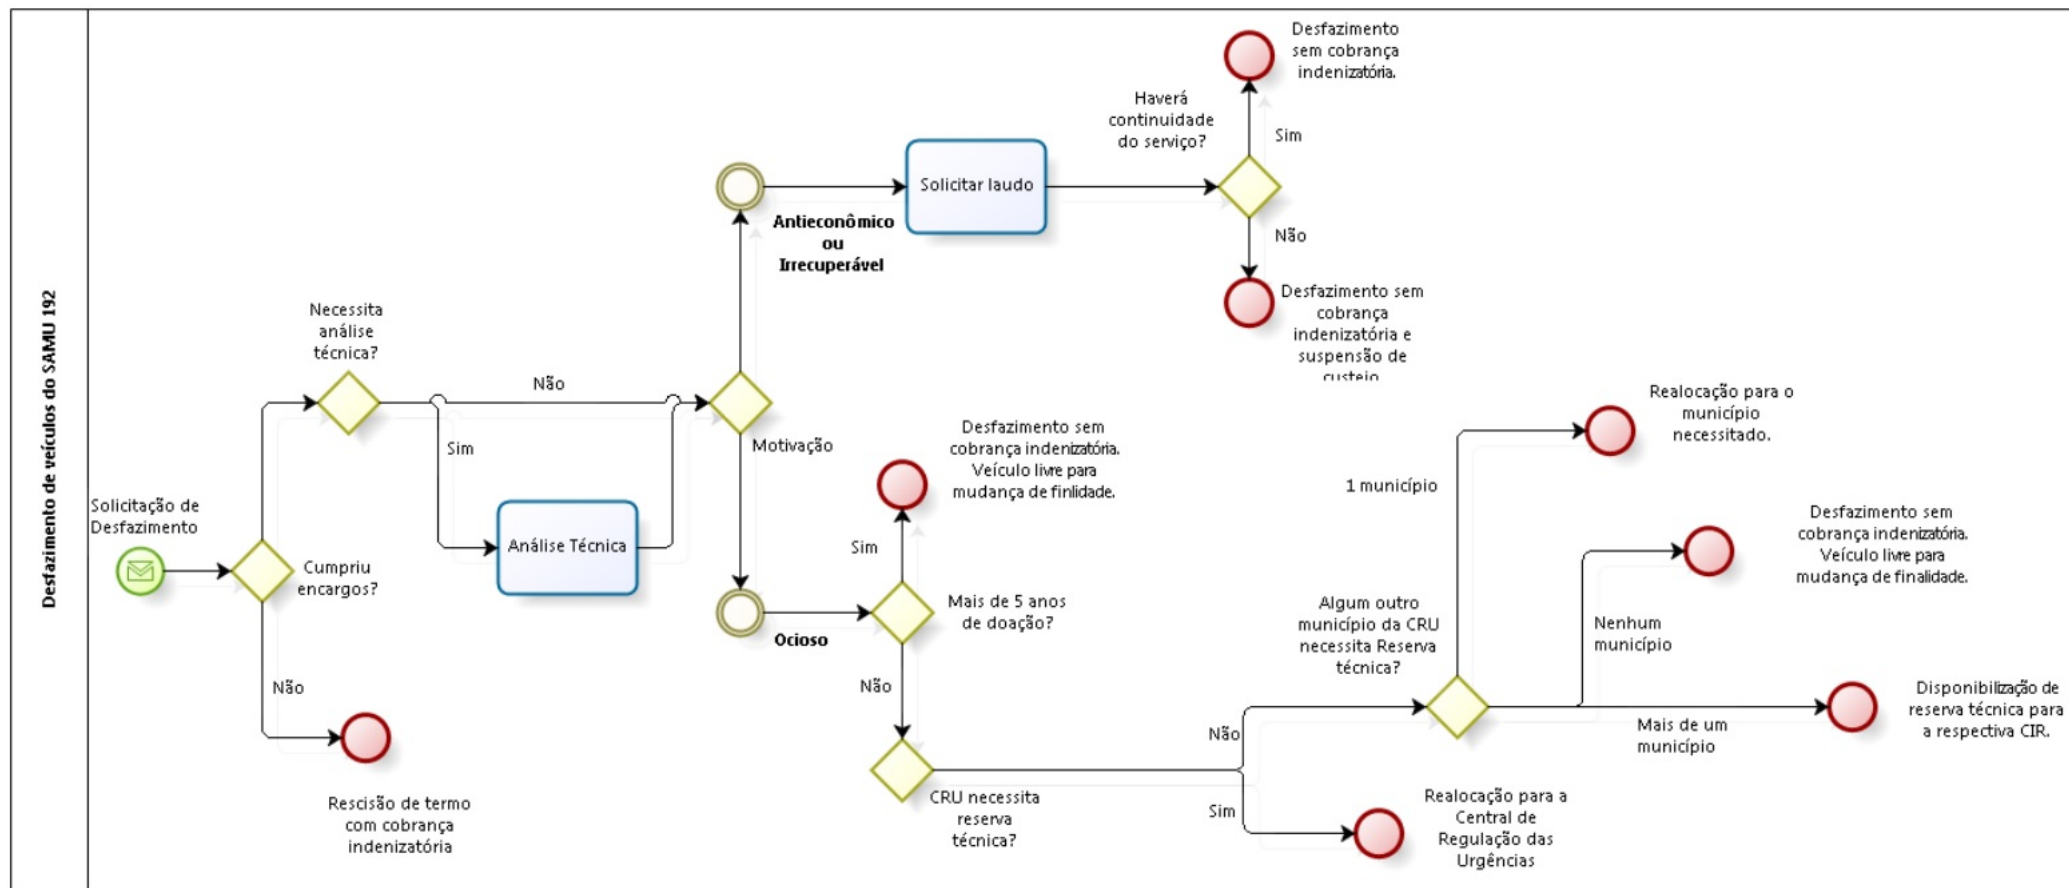 Desfazimento de veículos do SAMU 192
Solicitação de
Desfazimento
Cumpriu
encargos?
Não
Rescisão de termo
com cobrança
indenizatória
Necessita
análise
técnica?
Não
Sim
Análise Técnica
Motivação
Antieconômico
ou
Irrecuperável
Solicitar laudo
Haverá
continuidade
do serviço?
Sim
Desfazimento
sem cobrança
indenizatória.
Não
Desfazimento sem
cobrança
indenizatória e
suspensão de
custeio
Ocioso
Mais de 5 anos
de doação?
Sim
Desfazimento sem
cobrança indenizatória.
Veículo livre para
mudança de finlidade.
Não
CRU necessita
reserva
técnica?
Não
Sim
Realocação para a
Central de
Regulação das
Urgências
Algum outro
município da CRU
necessita Reserva
técnica?
1 município
Realocação para o
município
necessitado.
Nenhum
município
Desfazimento sem
cobrança indenizatória.
Veículo livre para
mudança de finalidade.
Mais de um
município
Disponibilização de
reserva técnica para
a respectiva CIR.